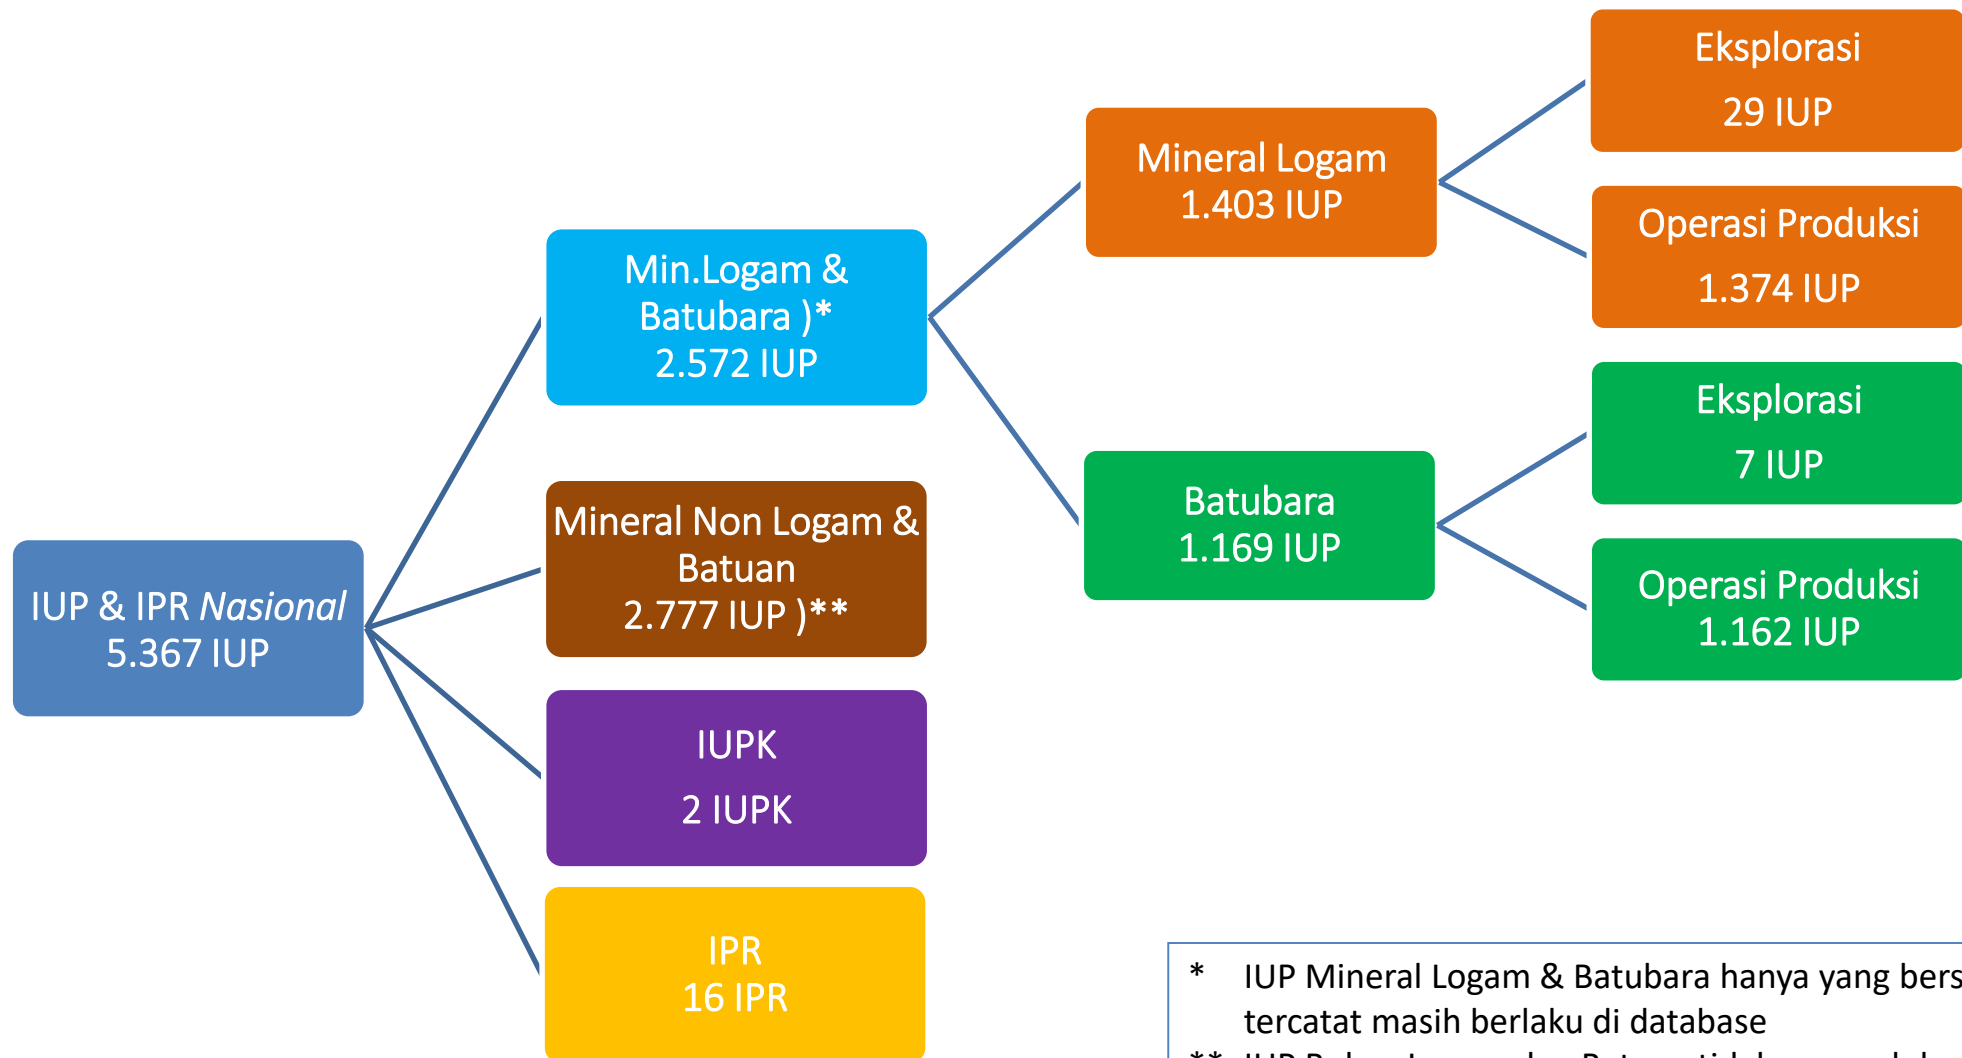 IUP & IPR Nasional
5.367 IUP
Min.Logam &
Batubara )*
2.572 IUP
Mineral Non Logam &
Batuan
2.777 IUP )**
IUPK
2 IUPK
IPR
16 IPR
Mineral Logam
1.403 IUP
Batubara
1.169 IUP
Eksplorasi
29 IUP
Operasi Produksi
1.374 IUP
Eksplorasi
7 IUP
Operasi Produksi
1.162 IUP
* IUP Mineral Logam & Batubara hanya yang
tercatat masih berlaku di database
** IUP